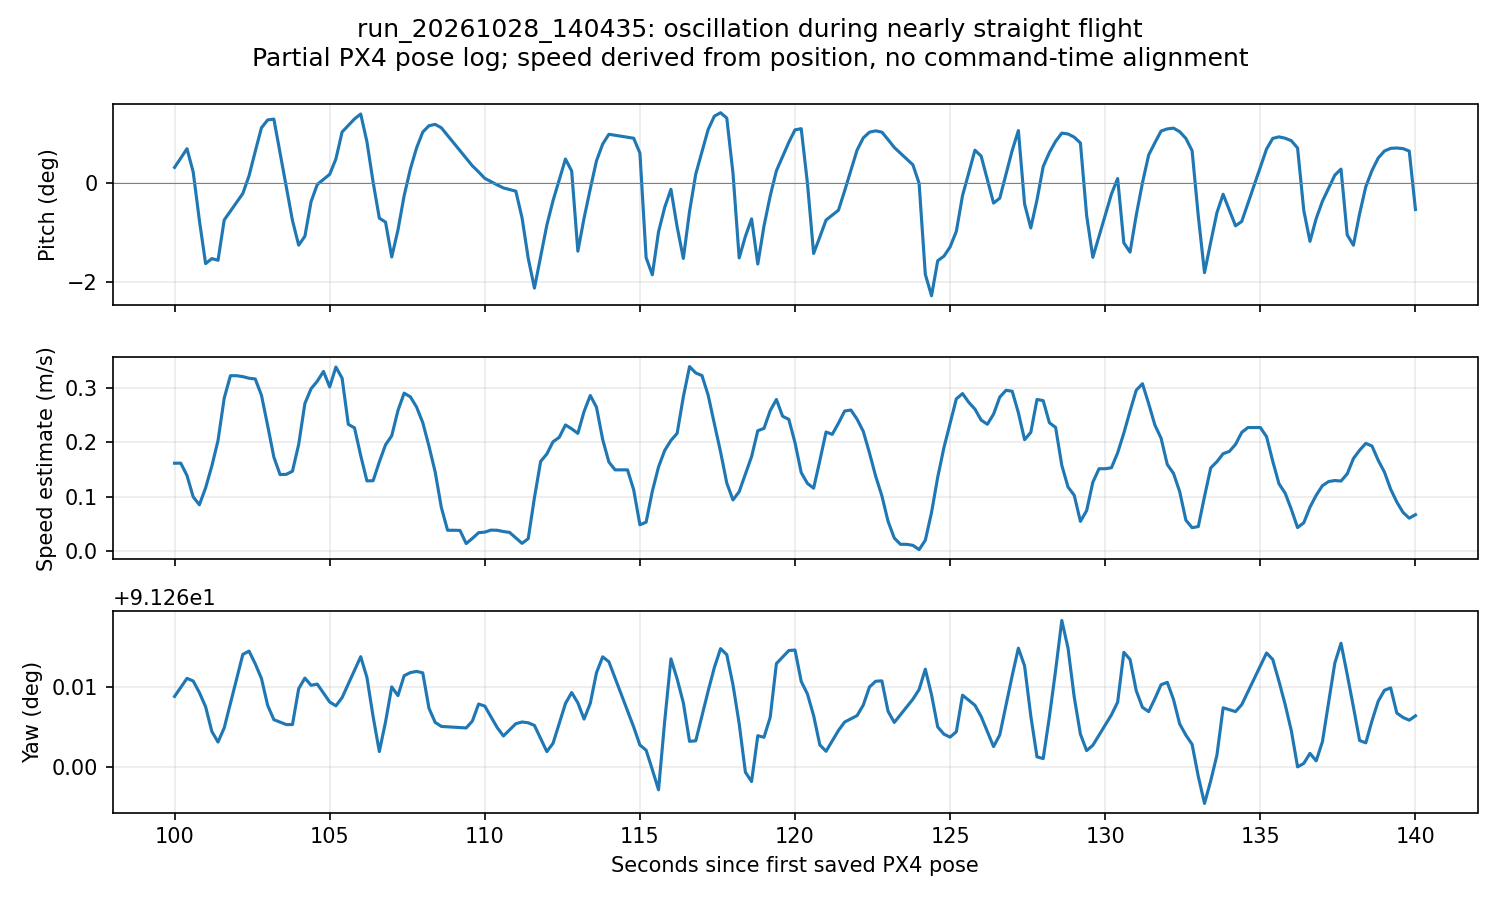 run_20261028_140435: oscillation during nearly straight flight
Partial PX4 pose log; speed derived from position, no command-time alignment
Pitch (deg)
0
−2
Speed estimate (m/s)
0.3
0.2
0.1
0.0
+9.126e1
Yaw (deg)
0.01
0.00
100 105 110 115 120 125 130 135 140
Seconds since first saved PX4 pose